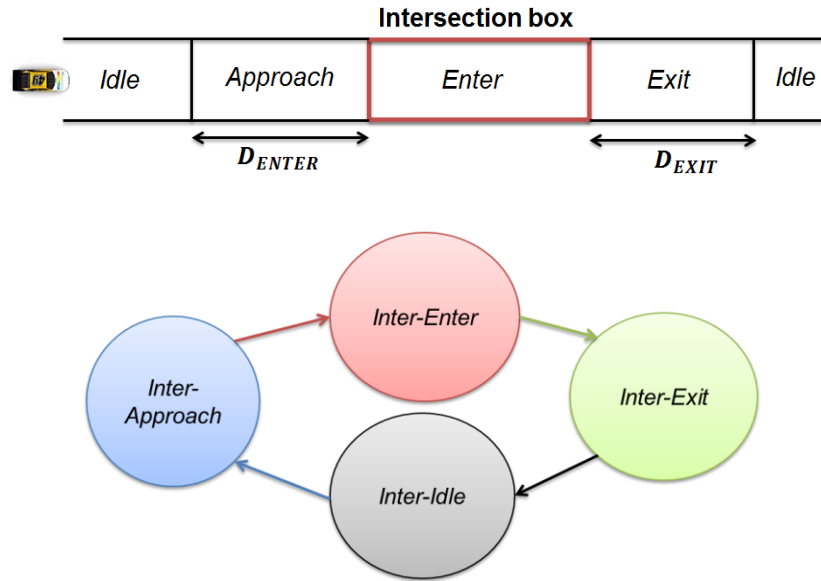 Intersection box
Idle
Approach
Enter
Exit
Idle
D_ENTER
D_EXIT
Inter-Enter
Inter-
Approach
Inter-Exit
Inter-Idle